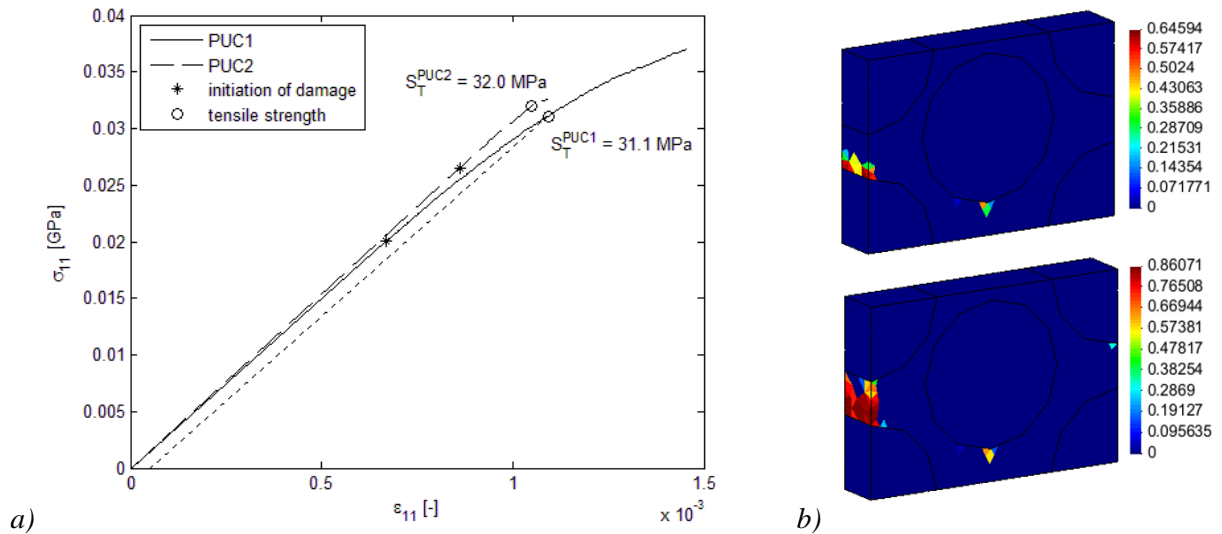 0.04
0.035
0.03
0.025
0.02
0.015
0.01
0.005
0
σ11 [GPa]
PUC1
PUC2
initiation of damage
tensile strength
S_T^PUC2 = 32.0 MPa
S_T^PUC1 = 31.1 MPa
0 0.5 1 1.5
ε11 [-]
x 10^-3
a)
0.64594
0.57417
0.5024
0.43063
0.35886
0.28709
0.21531
0.14354
0.071771
0
0.86071
0.76508
0.66944
0.57381
0.47817
0.38254
0.2869
0.19127
0.095635
0
b)